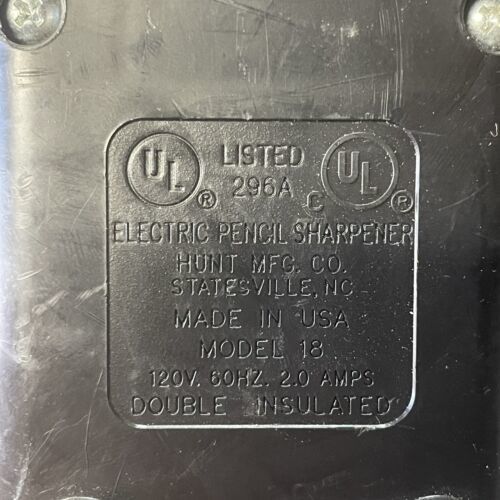 UL® LISTED C UL®
296A
ELECTRIC PENCIL SHARPENER
HUNT MFG. CO.
STATESVILLE, NC
MADE IN USA
MODEL 18
120V. 60HZ. 2.0 AMPS
DOUBLE INSULATED